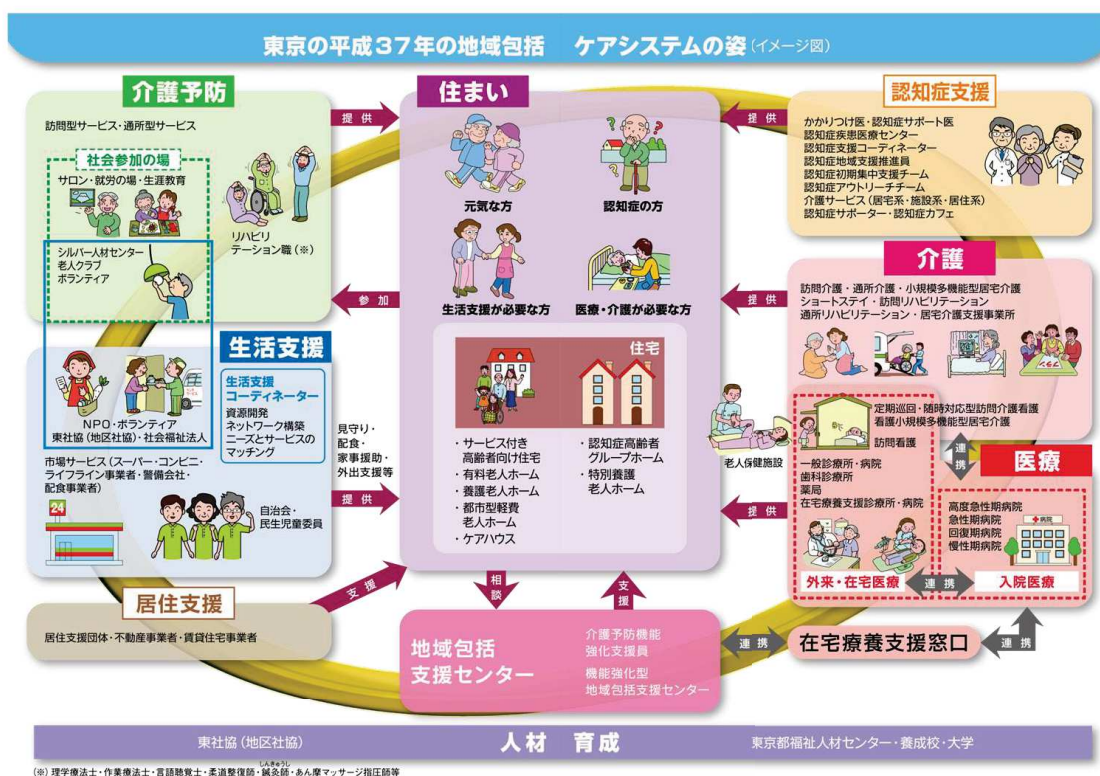 東京の平成37年の地域包括 ケアシステムの姿(イメージ図)
介護予防
訪問型サービス・通所型サービス
社会参加の場
サロン・就労の場・生涯教育
シルバー人材センター
老人クラブ
ボランティア
リハビリ
テーション職(※)
提供
参加
生活支援
NPO・ボランティア
東社協(地区社協)・社会福祉法人
生活支援
コーディネーター
資源開発
ネットワーク構築
ニーズとサービスの
マッチング
市場サービス(スーパー・コンビニ・
ライフライン事業者・警備会社・
配食事業者)
24
自治会・
民生児童委員
見守り・
配食・
家事援助・
外出支援等
提供
居住支援
居住支援団体・不動産事業者・賃貸住宅事業者
支援
住まい
元気な方
認知症の方
生活支援が必要な方
医療・介護が必要な方
住宅
・サービス付き
高齢者向け住宅
・有料老人ホーム
・養護老人ホーム
・都市型軽費
老人ホーム
・ケアハウス
・認知症高齢者
グループホーム
・特別養護
老人ホーム
相談
支援
地域包括
支援センター
介護予防機能
強化支援員
機能強化型
地域包括支援センター
認知症支援
提供
かかりつけ医・認知症サポート医
認知症疾患医療センター
認知症支援コーディネーター
認知症地域支援推進員
認知症初期集中支援チーム
認知症アウトリーチチーム
介護サービス(居宅系・施設系・居住系)
認知症サポーター・認知症カフェ
介護
提供
訪問介護・通所介護・小規模多機能型居宅介護
ショートステイ・訪問リハビリテーション
通所リハビリテーション・居宅介護支援事業所
老人保健施設
定期巡回・随時対応型訪問介護看護
看護小規模多機能型居宅介護
訪問看護
連携
医療
提供
一般診療所・病院
歯科診療所
薬局
在宅療養支援診療所・病院
外来・在宅医療
連携
高度急性期病院
急性期病院
回復期病院
慢性期病院
病院
入院医療
連携
在宅療養支援窓口
連携
東社協(地区社協)
人材 育成
東京都福祉人材センター・養成校・大学
(※)理学療法士・作業療法士・言語聴覚士・柔道整復師・鍼灸師・あん摩マッサージ指圧師等
しんきゅうし